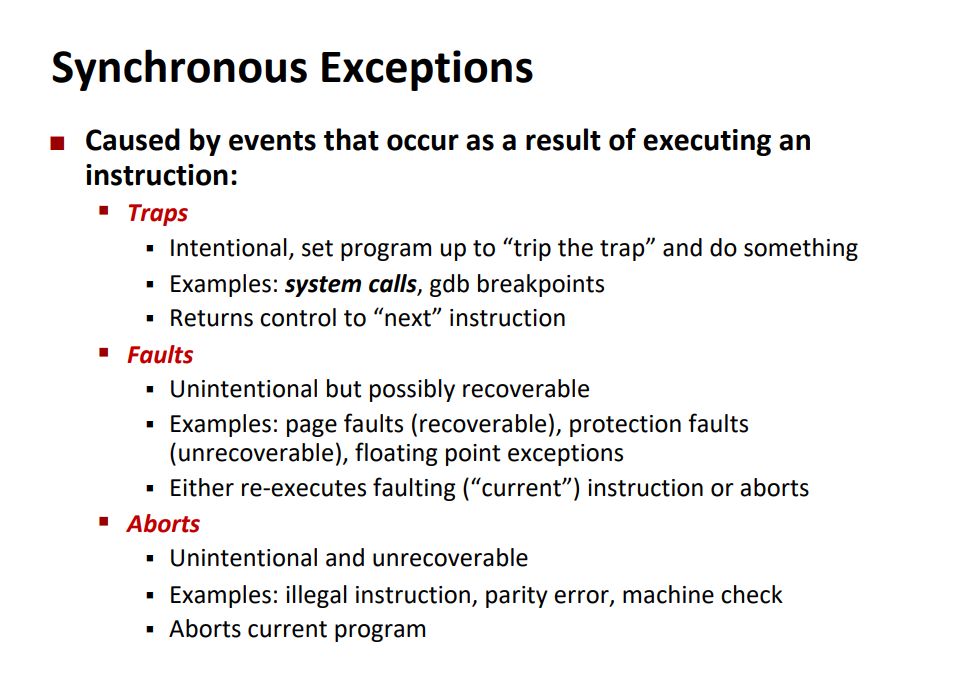 Synchronous Exceptions
Caused by events that occur as a result of executing an
instruction:
Traps
Intentional, set program up to “trip the trap” and do something
Examples: system calls, gdb breakpoints
Returns control to “next” instruction
Faults
Unintentional but possibly recoverable
Examples: page faults (recoverable), protection faults
(unrecoverable), floating point exceptions
Either re-executes faulting (“current”) instruction or aborts
Aborts
Unintentional and unrecoverable
Examples: illegal instruction, parity error, machine check
Aborts current program